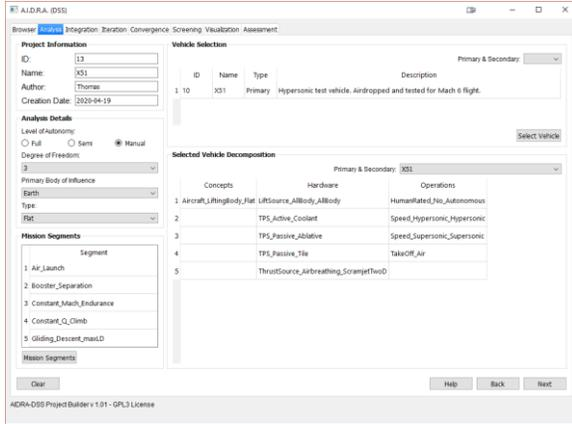 A.I.D.R.A. (DSS)
Browser Analysis Integration Iteration Convergence Screening Visualization Assessment
Project Information
ID: 13
Name: X51
Author: Thomas
Creation Date: 2020-04-19
Analysis Details
Level of Autonomy:
Full Semi Manual
Degree of Freedom:
3
Primary Body of Influence
Earth
Type:
Flat
Mission Segments
Segment
1 Air_Launch
2 Booster_Separation
3 Constant_Mach_Endurance
4 Constant_Q_Climb
5 Gliding_Descent_maxLD
Mission Segments
Vehicle Selection
Primary & Secondary:
ID Name Type Description
1 10 X51 Primary Hypersonic test vehicle. Airdropped and tested for Mach 6 flight.
Select Vehicle
Selected Vehicle Decomposition
Primary & Secondary: X51
Concepts Hardware Operations
1 Aircraft_LiftingBody_Flat LiftSource_AllBody_AllBody HumanRated_No_Autonomous
2 TPS_Active_Coolant Speed_Hypersonic_Hypersonic
3 TPS_Passive_Ablative Speed_Supersonic_Supersonic
4 TPS_Passive_Tile TakeOff_Air
5 ThrustSource_Airbreathing_ScramjetTwoD
Clear Help Back Next
AIDRA-DSS Project Builder v 1.01 - GPL3 License